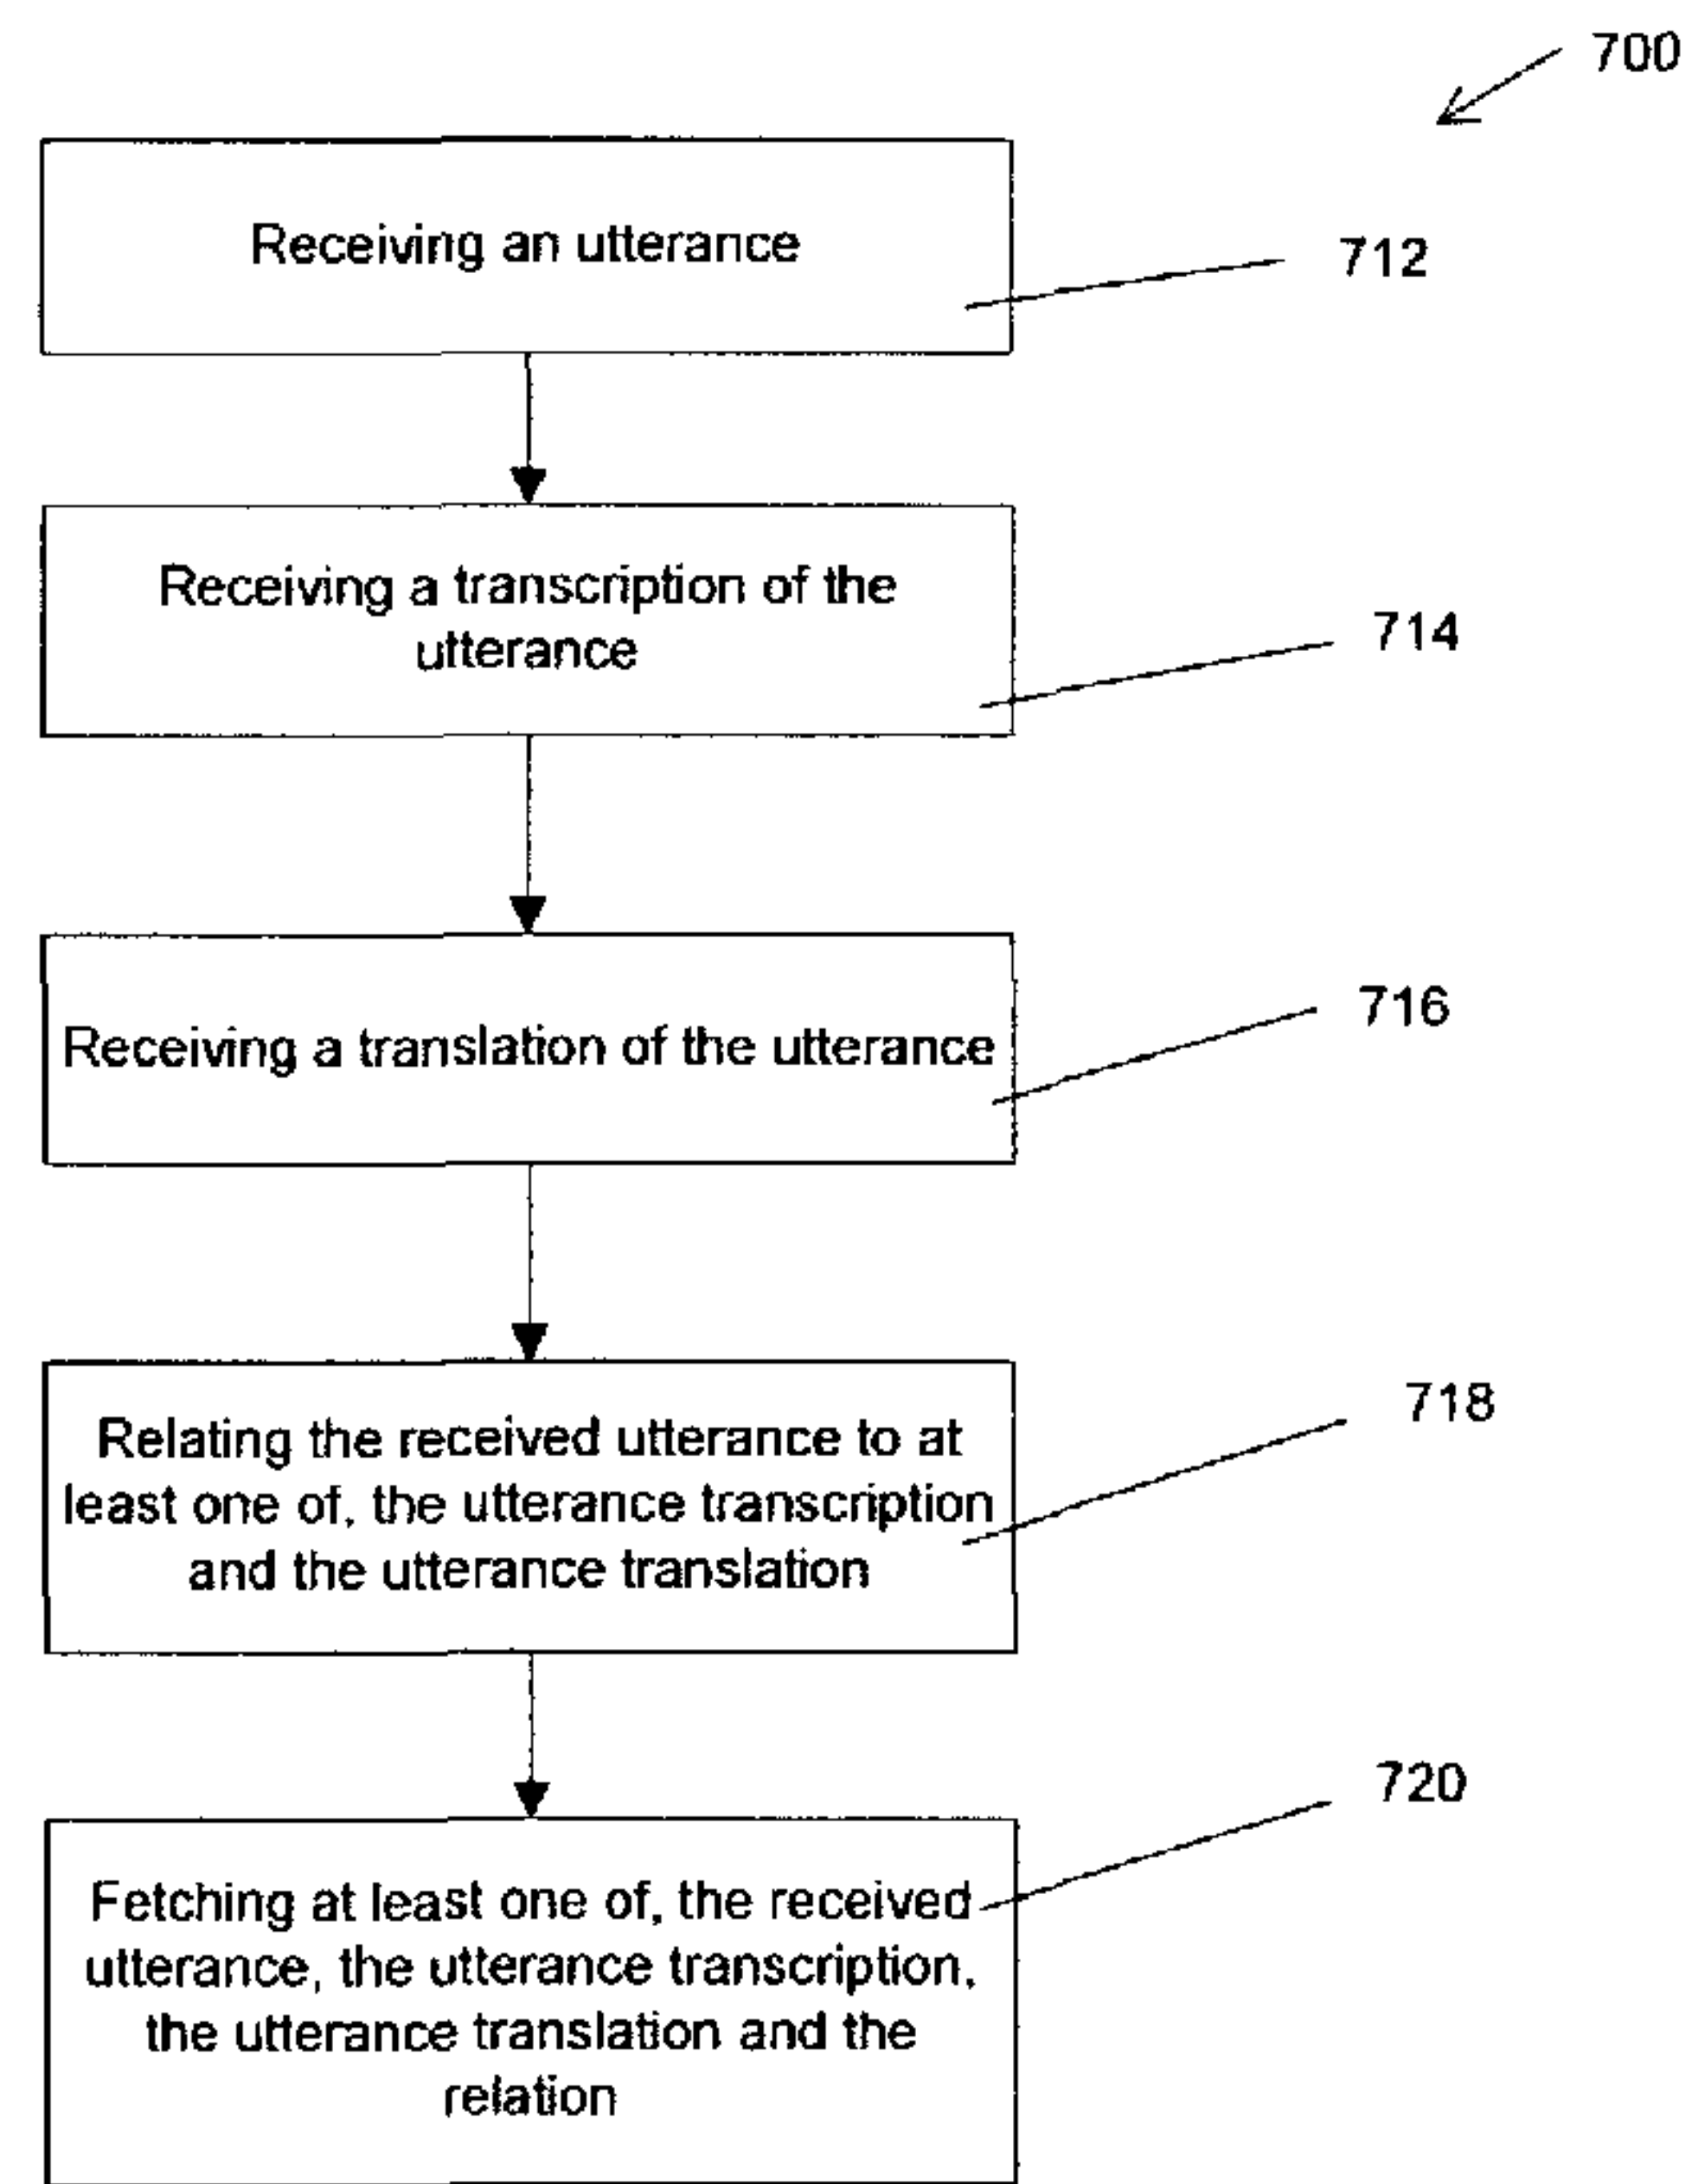 700
Receiving an utterance
712
Receiving a transcription of the
utterance
714
Receiving a translation of the utterance
716
Relating the received utterance to at
least one of, the utterance transcription
and the utterance translation
718
Fetching at least one of, the received
utterance, the utterance transcription,
the utterance translation and the
relation
720